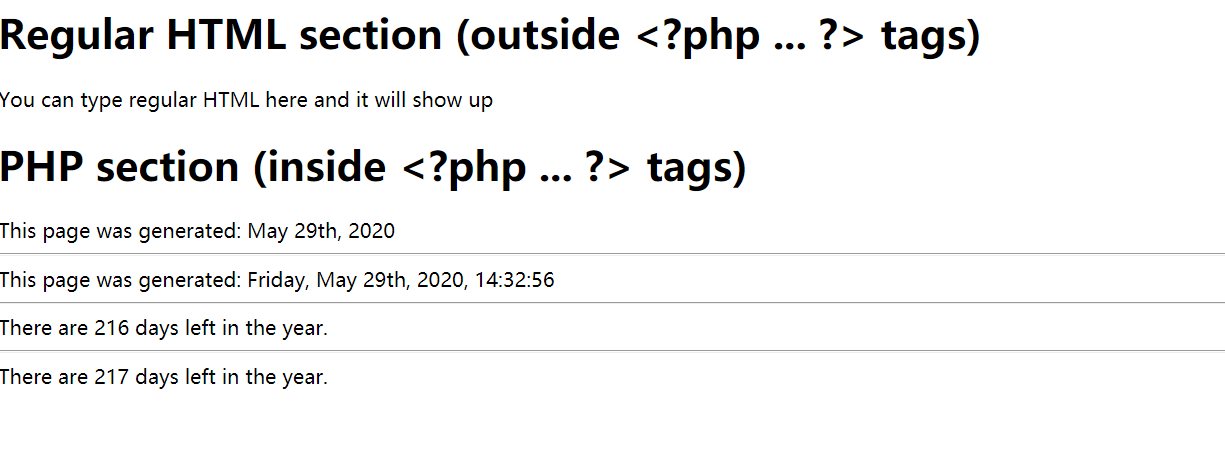 Regular HTML section (outside <?php ... ?> tags)
You can type regular HTML here and it will show up
PHP section (inside <?php ... ?> tags)
This page was generated: May 29th, 2020
This page was generated: Friday, May 29th, 2020, 14:32:56
There are 216 days left in the year.
There are 217 days left in the year.